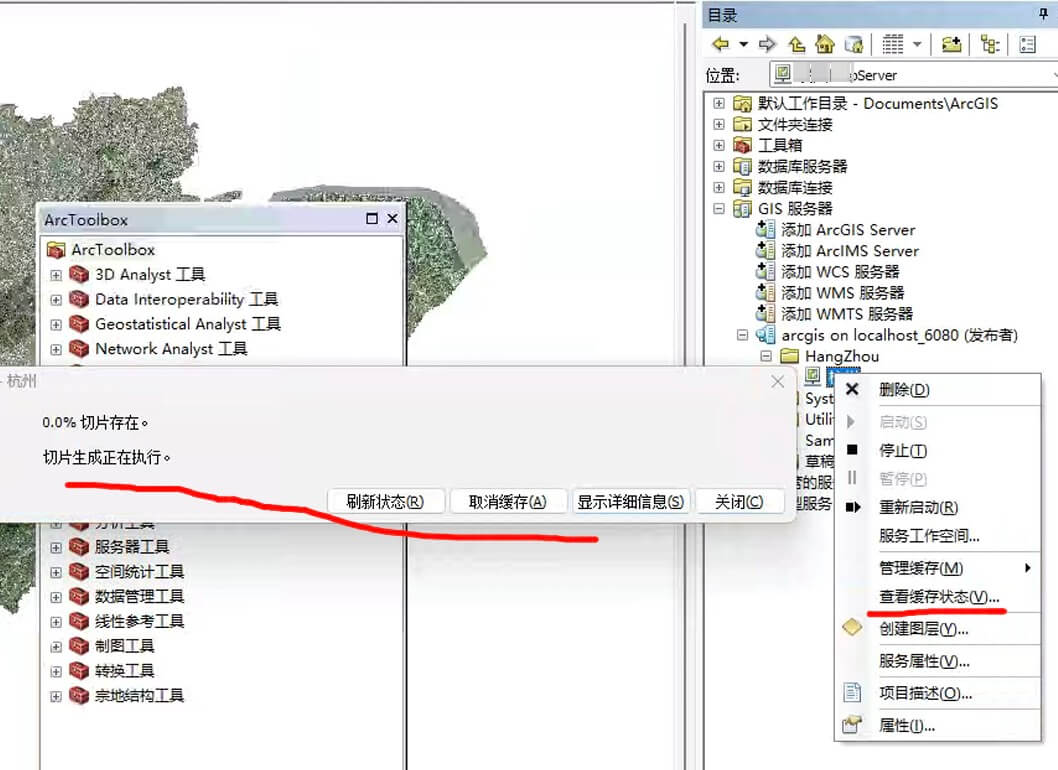 目录
位置:
pServer
默认工作目录 - Documents\ArcGIS
文件夹连接
工具箱
数据库服务器
数据库连接
GIS 服务器
添加 ArcGIS Server
添加 ArcIMS Server
添加 WCS 服务器
添加 WMS 服务器
添加 WMTS 服务器
arcgis on localhost_6080 (发布者)
HangZhou
Syst
Utili
Sam
草稿
的服
服务
ArcToolbox
ArcToolbox
3D Analyst 工具
Data Interoperability 工具
Geostatistical Analyst 工具
Network Analyst 工具
- 杭州
0.0% 切片存在。
切片生成正在执行。
刷新状态(R)
取消缓存(A)
显示详细信息(S)
关闭(C)
分析工具
服务器工具
空间统计工具
数据管理工具
线性参考工具
制图工具
转换工具
宗地结构工具
删除(D)
启动(S)
停止(T)
暂停(P)
重新启动(R)
服务工作空间...
管理缓存(M)
查看缓存状态(V)...
创建图层(Y)...
服务属性(V)...
项目描述(O)...
属性(I)...